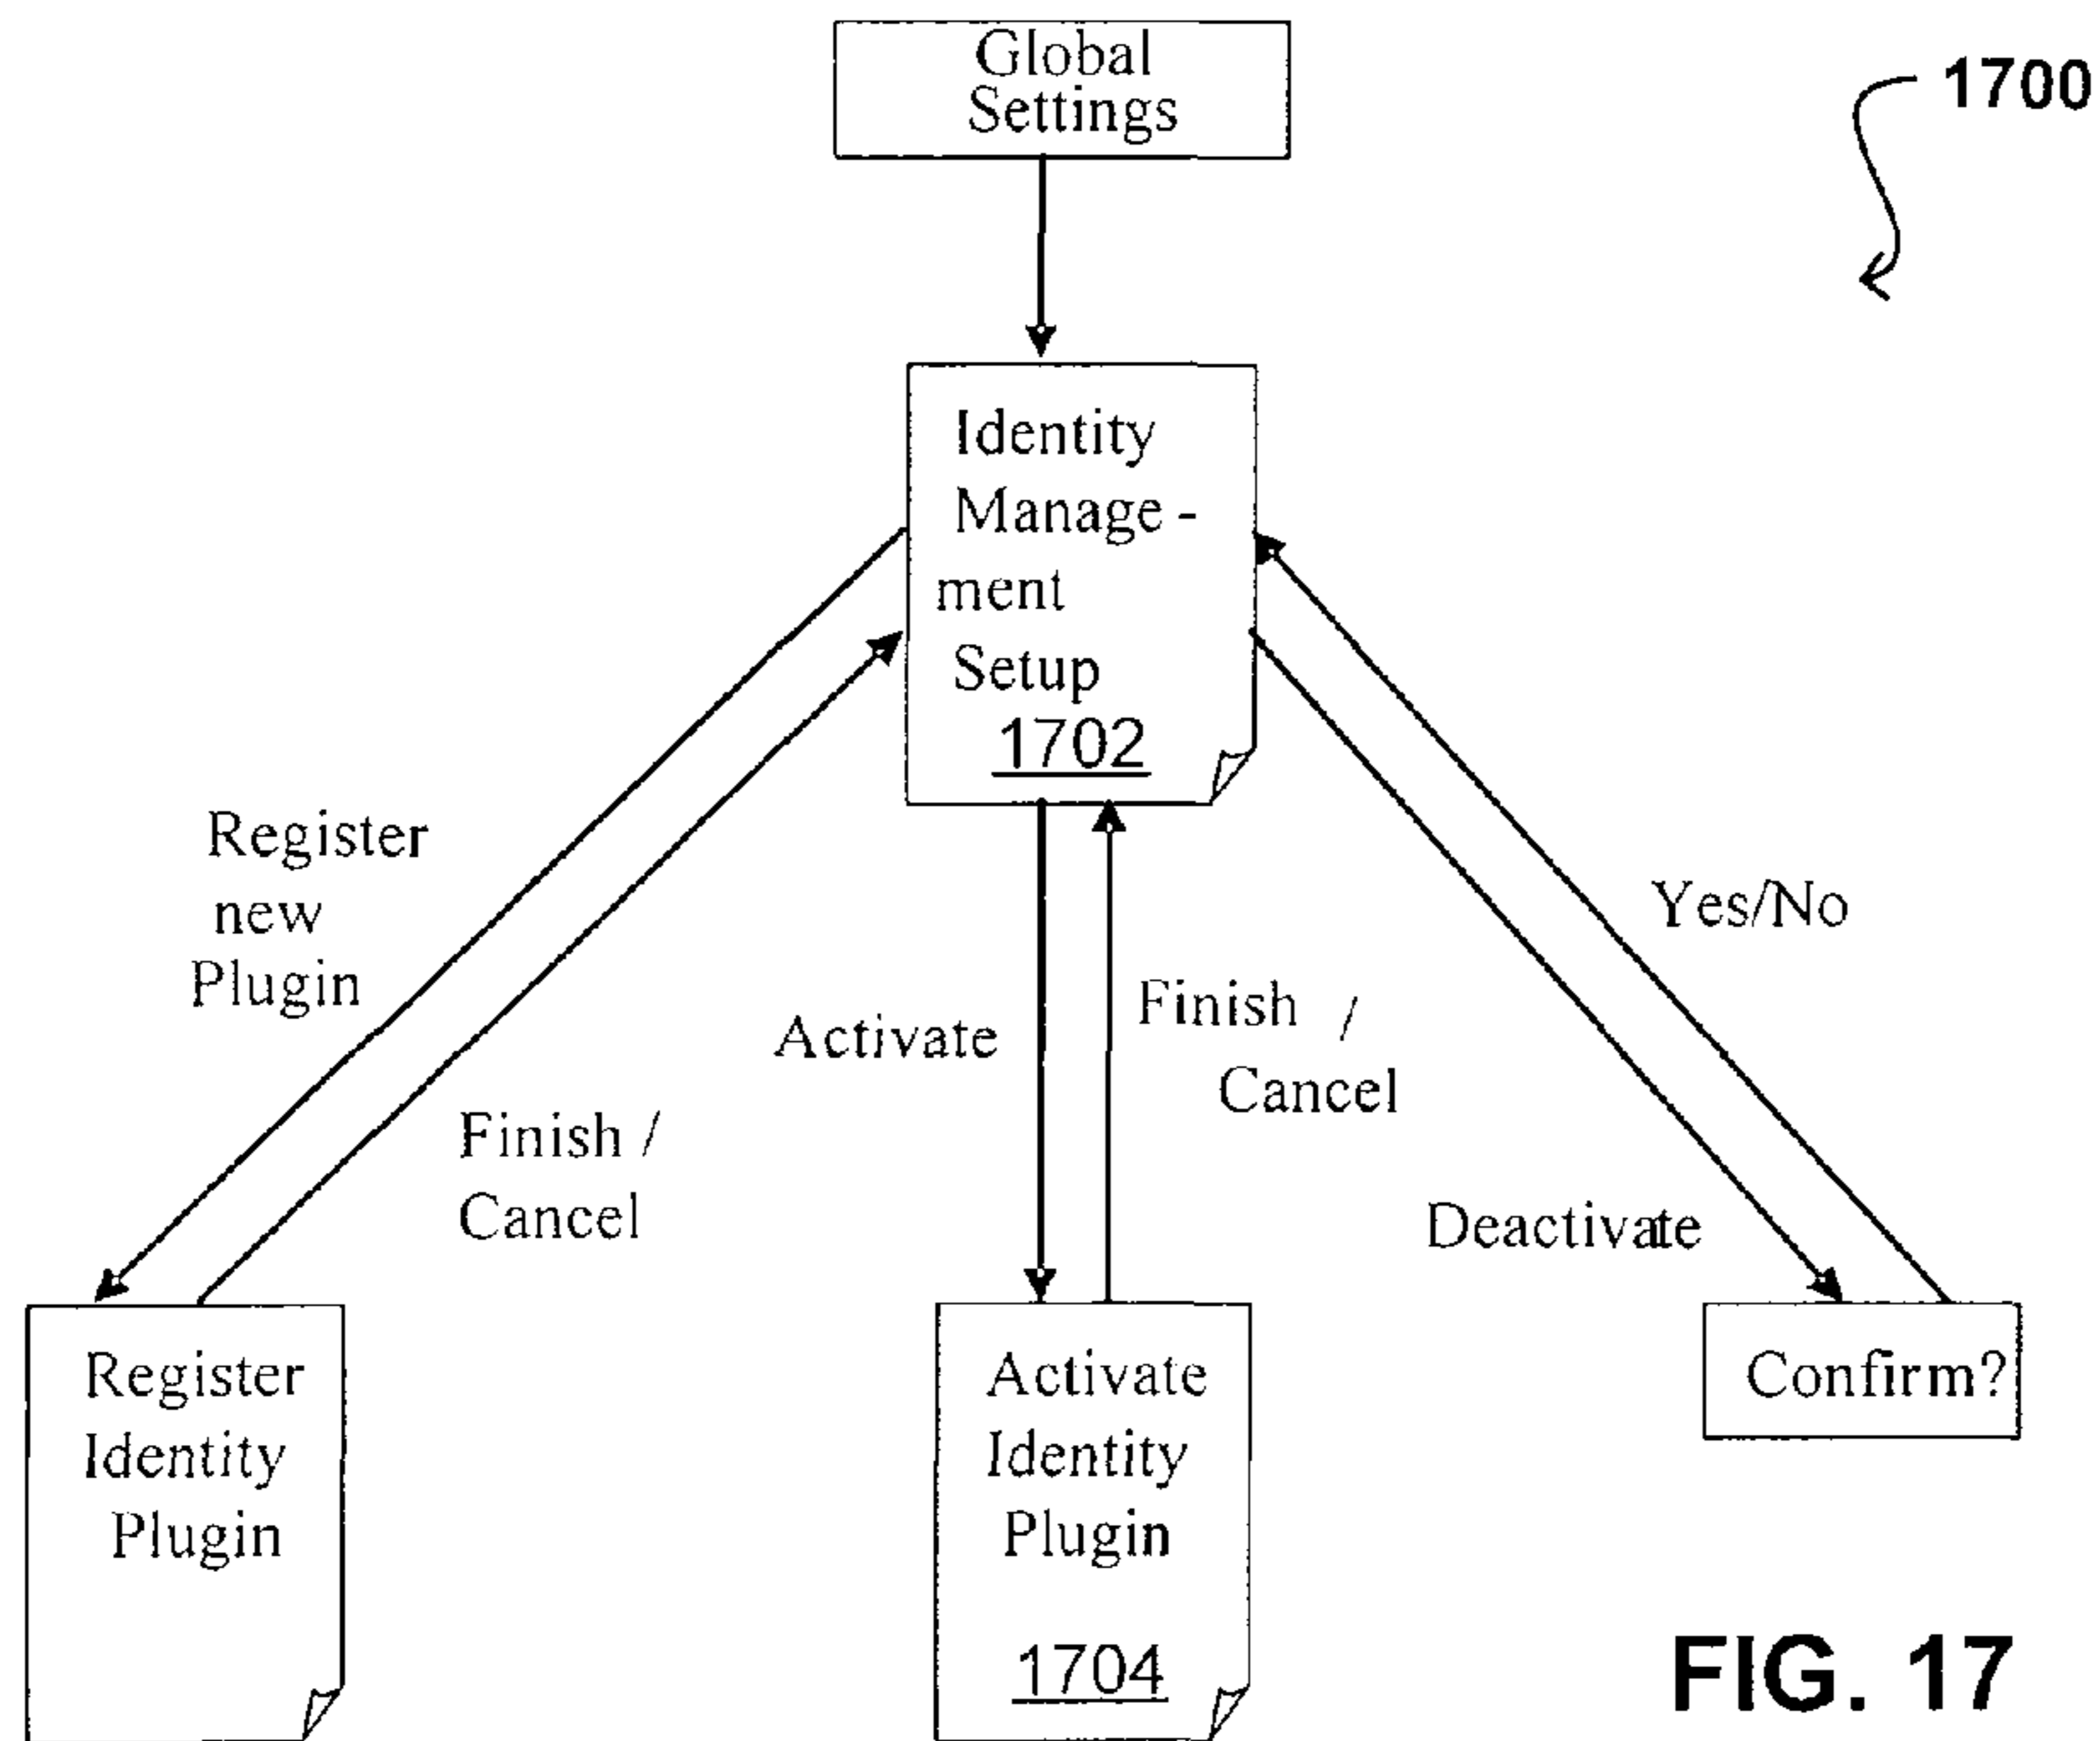 Global
Settings
1700
Identity
Manage -
ment
Setup
1702
Register
new
Plugin
Finish /
Cancel
Activate
Finish /
Cancel
Yes/No
Deactivate
Register
Identity
Plugin
Activate
Identity
Plugin
1704
Confirm?
FIG. 17